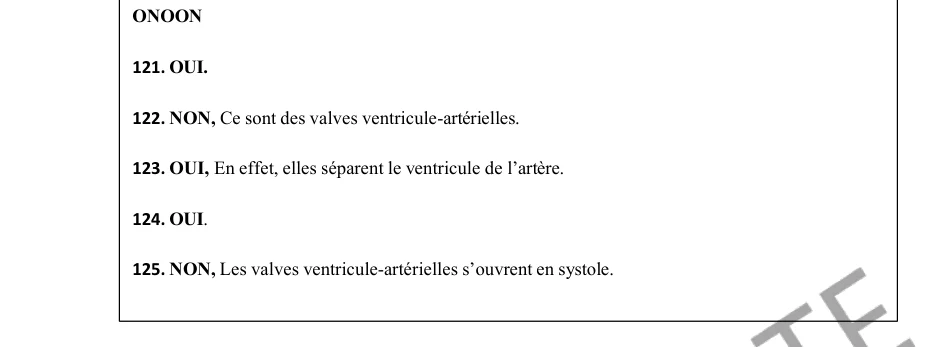 ONOON
121. OUI.
122. NON, Ce sont des valves ventricule-artérielles.
123. OUI, En effet, elles séparent le ventricule de l’artère.
124. OUI.
125. NON, Les valves ventricule-artérielles s’ouvrent en systole.
TE